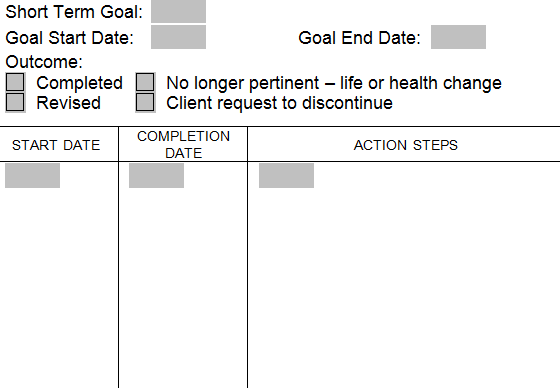 Short Term Goal:
Goal Start Date: Goal End Date:
Outcome:
Completed No longer pertinent – life or health change
Revised Client request to discontinue
START DATE COMPLETION DATE ACTION STEPS